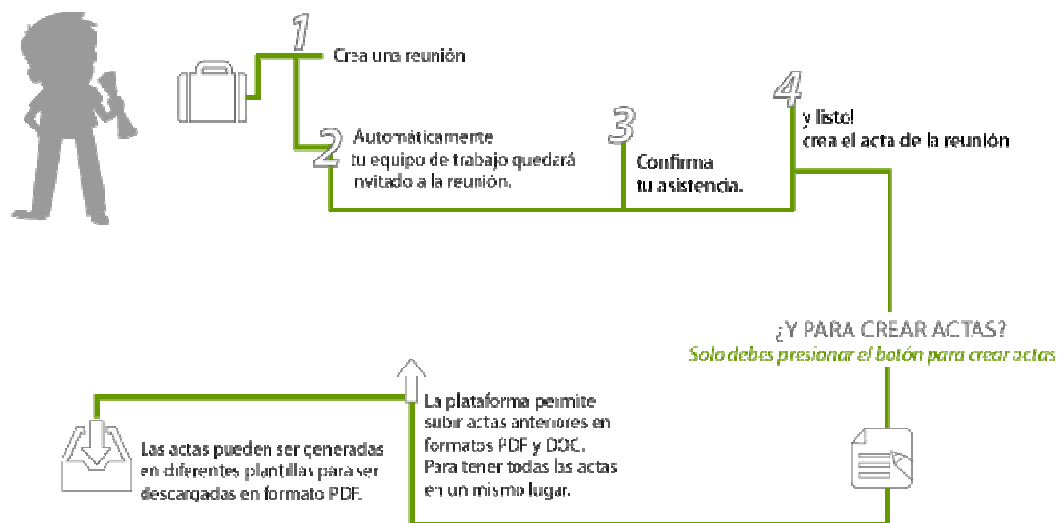 1
Crea una reunión
2
Automáticamente
tu equipo de trabajo quedará
invitado a la reunión.
3
Confirma
tu asistencia.
4
y listo!
crea el acta de la reunión
¿Y PARA CREAR ACTAS?
Solo debes presionar el botón para crear actas
La plataforma permite
subir actas anteriores en
formatos PDF y DOC.
Para tener todas las actas
en un mismo lugar.
Las actas pueden ser generadas
en diferentes plantillas para ser
descargadas en formato PDF.